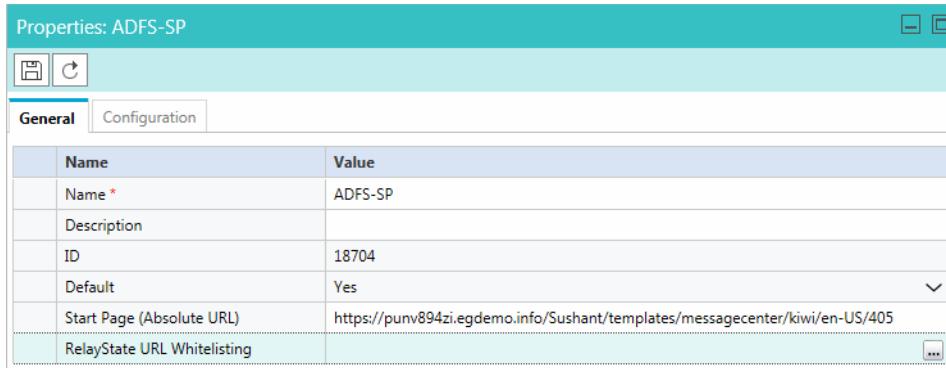 Properties: ADFS-SP
General Configuration
Name Value
Name * ADFS-SP
Description
ID 18704
Default Yes
Start Page (Absolute URL) https://punv894zi.egdemo.info/Sushant/templates/messagecenter/kiwi/en-US/405
RelayState URL Whitelisting ...